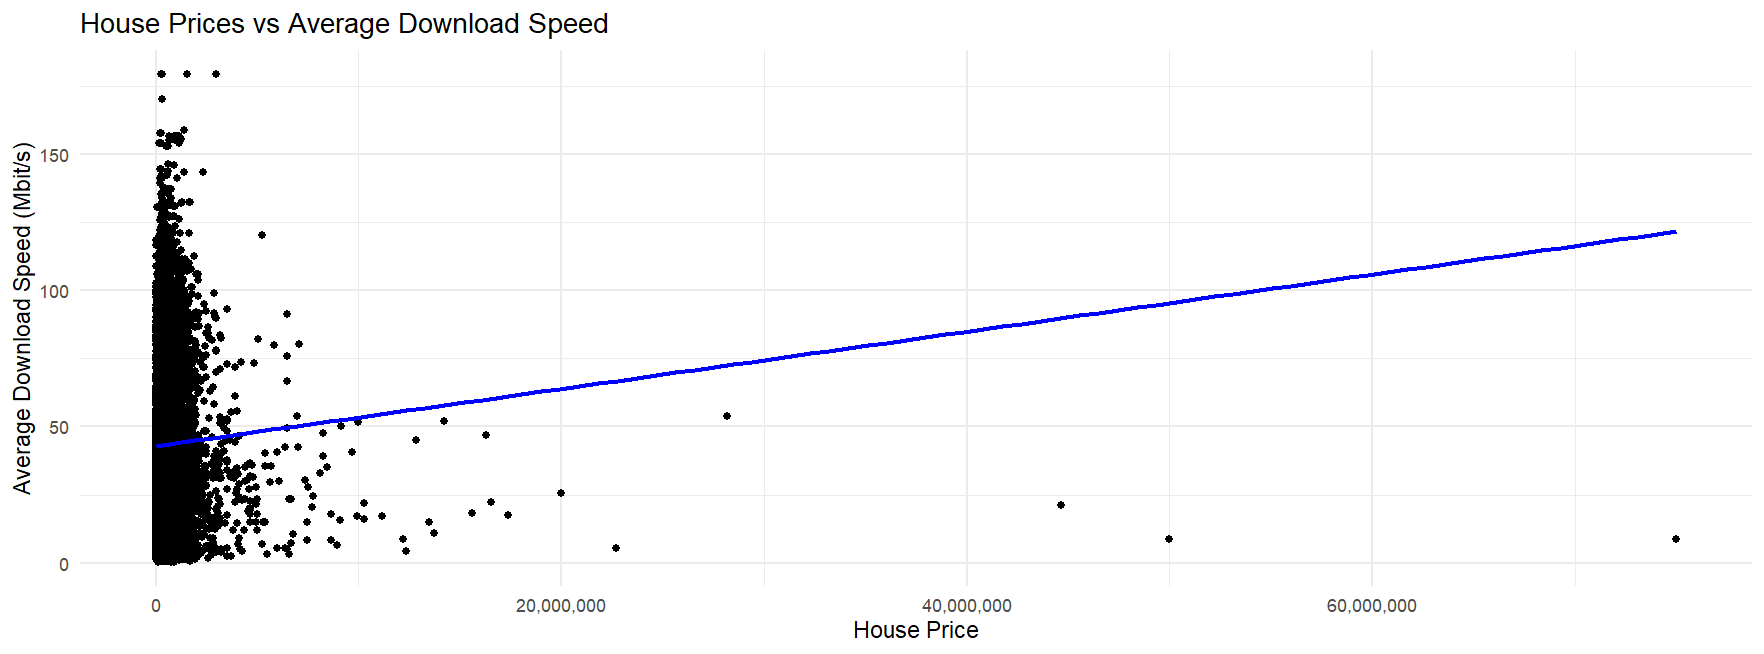 House Prices vs Average Download Speed
Average Download Speed (Mbit/s)
150
100
50
0
0
20,000,000
40,000,000
60,000,000
House Price